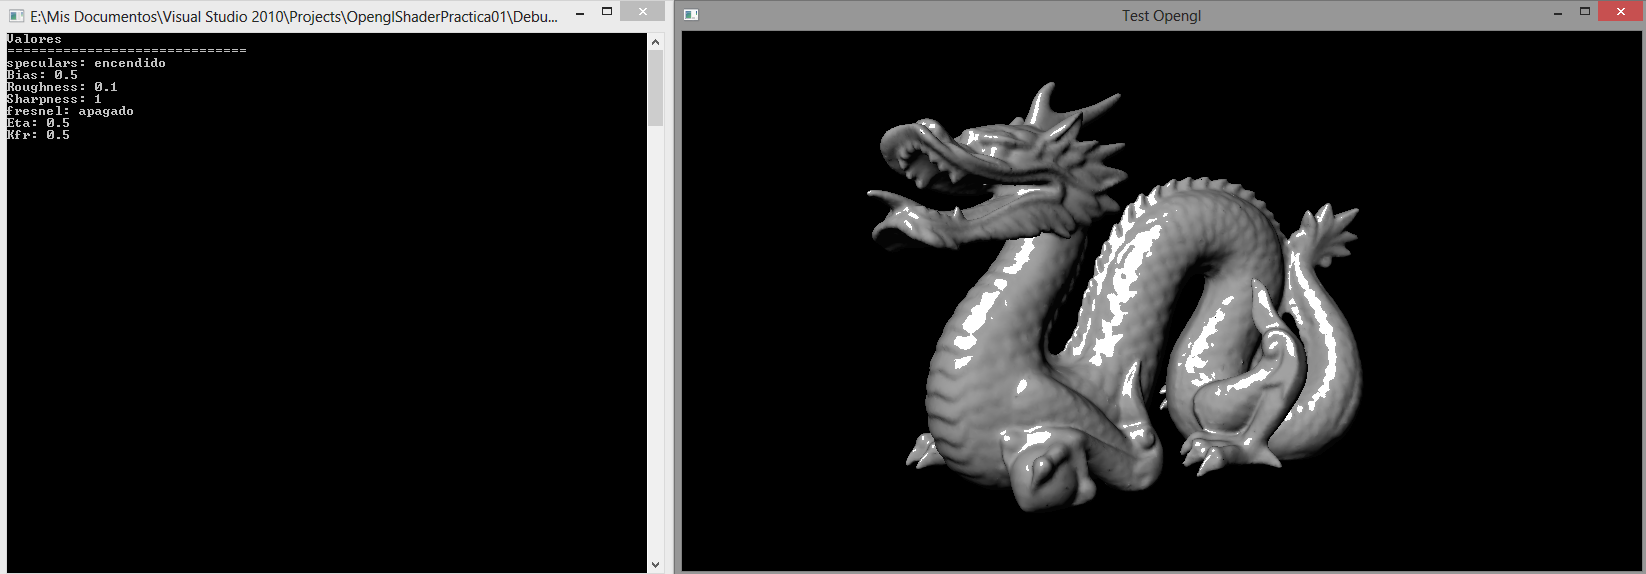 E:\Mis Documentos\Visual Studio 2010\Projects\OpenglShaderPractica01\Debu...
Valores
==============================
speculars: encendido
Bias: 0.5
Roughness: 0.1
Sharpness: 1
fresnel: apagado
Eta: 0.5
Kfr: 0.5
Test Opengl